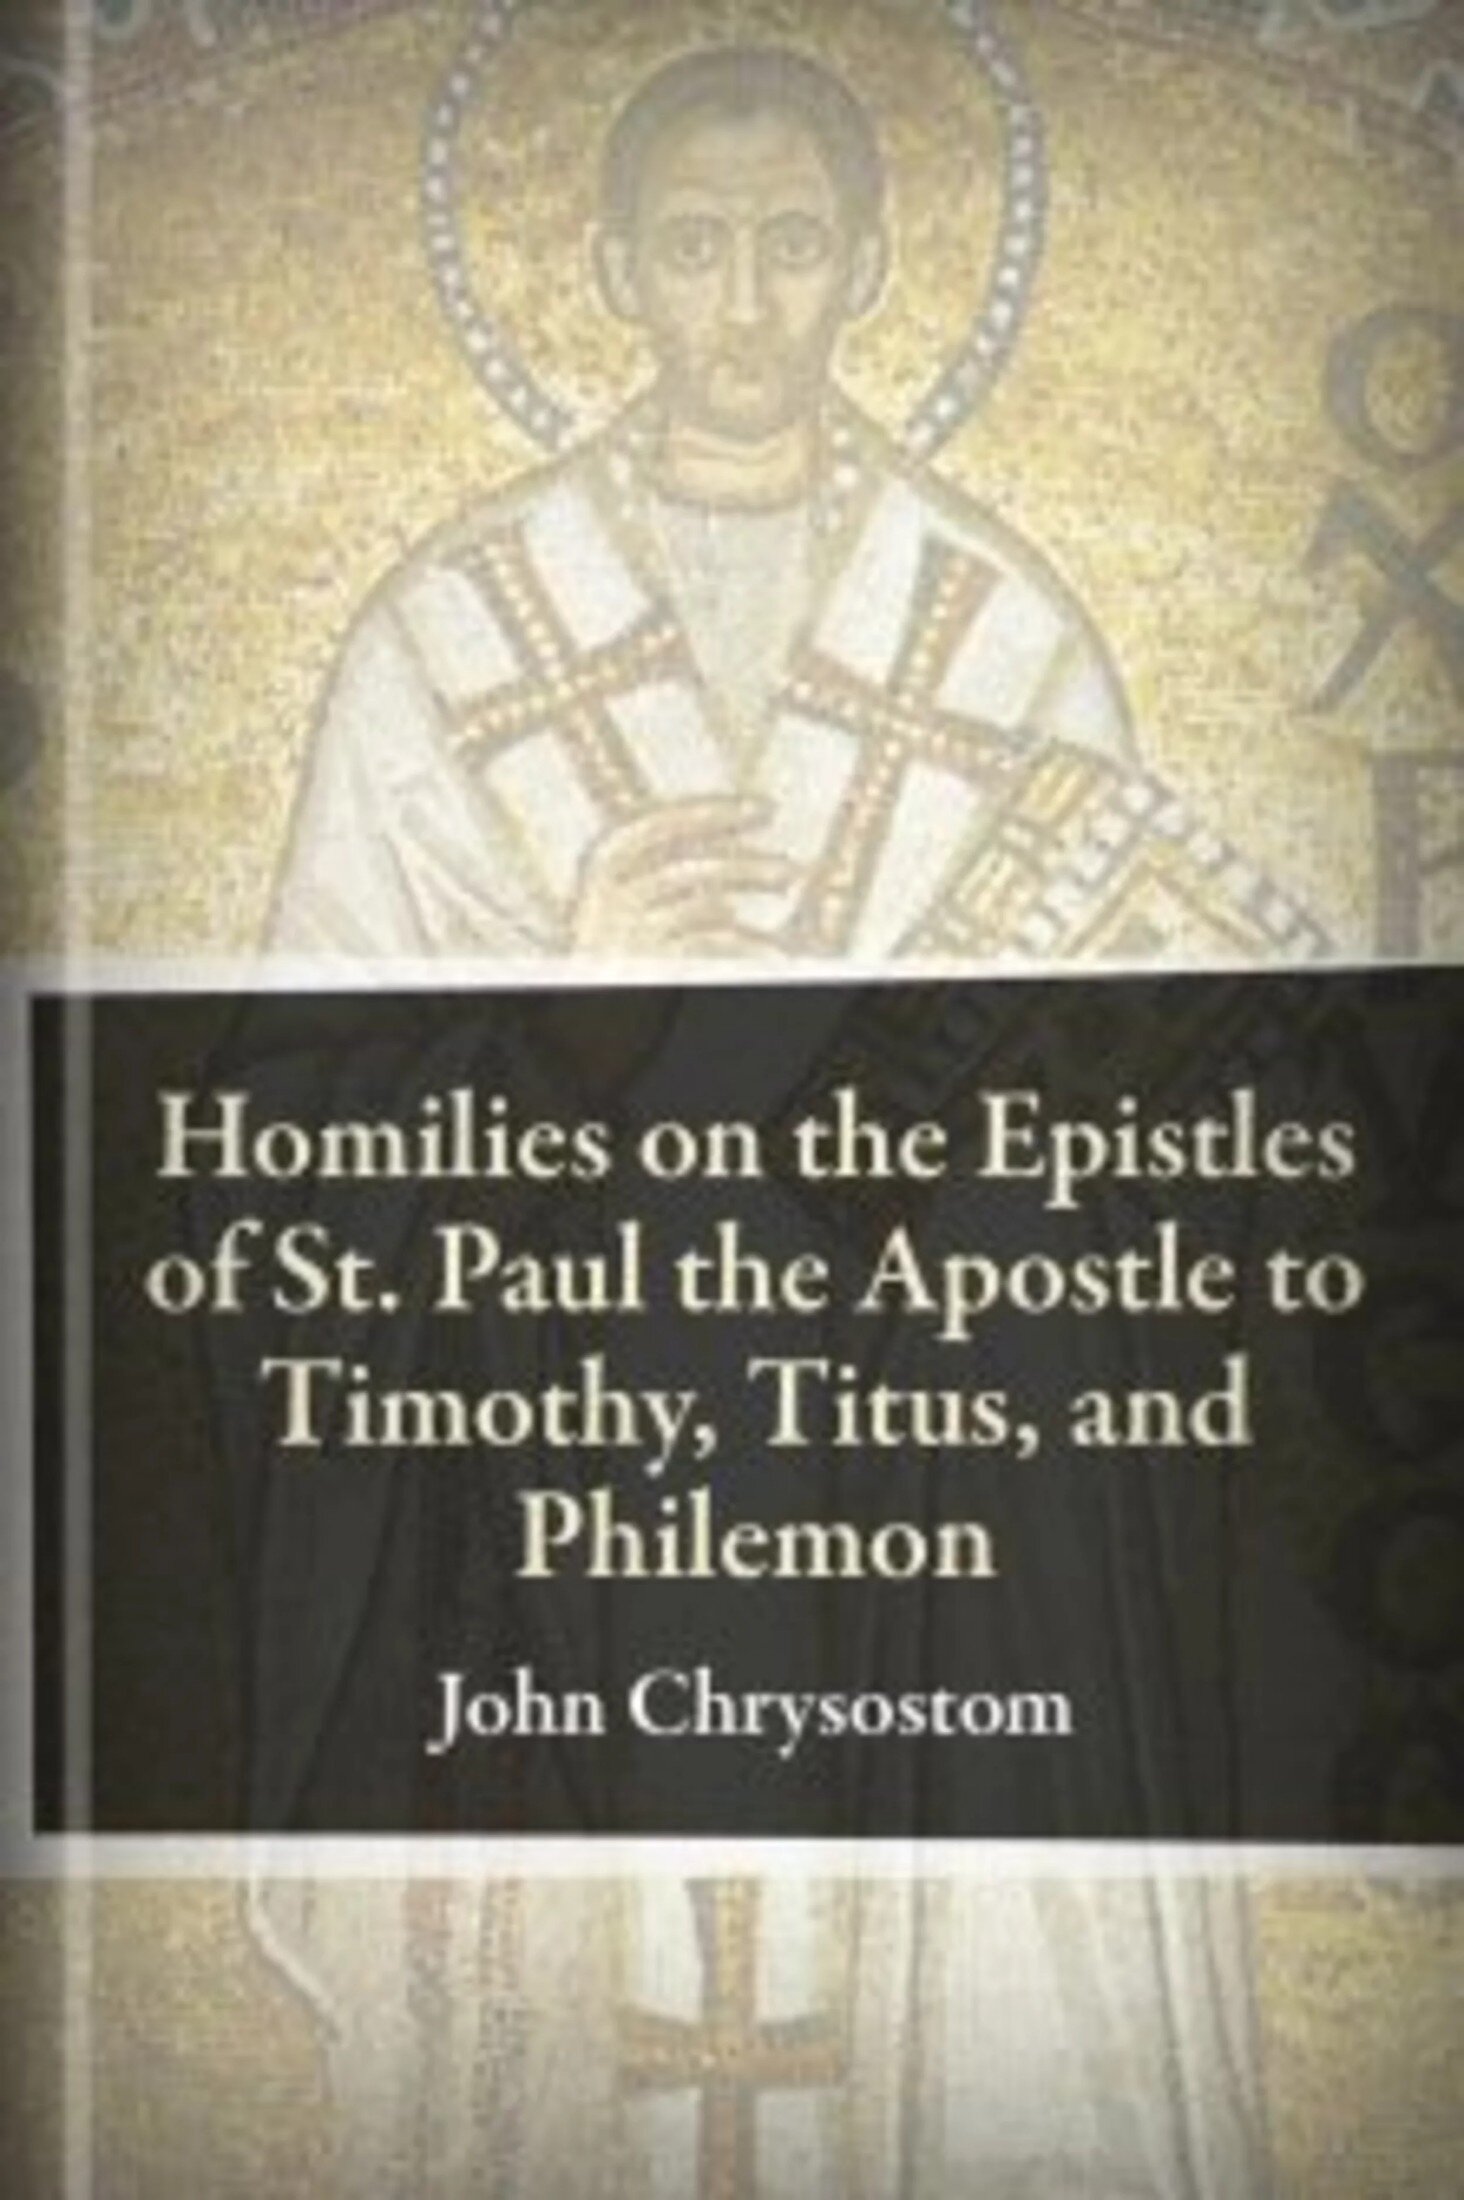 Homilies on the Epistles
of St. Paul the Apostle to
Timothy, Titus, and
Philemon
John Chrysostom